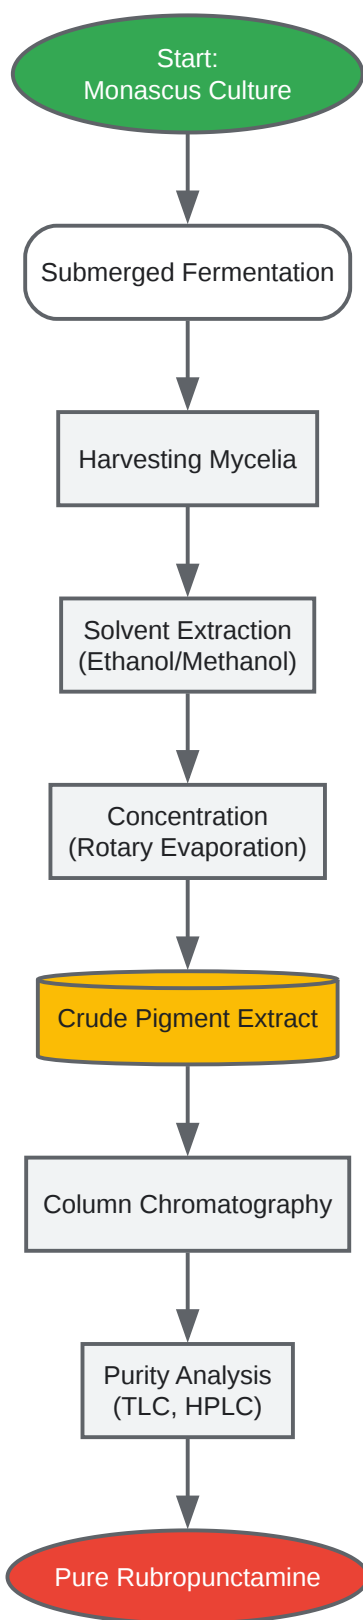 Start:
Monascus Culture
Submerged Fermentation
Harvesting Mycelia
Solvent Extraction
(Ethanol/Methanol)
Concentration
(Rotary Evaporation)
Crude Pigment Extract
Column Chromatography
Purity Analysis
(TLC, HPLC)
Pure Rubropunctamine